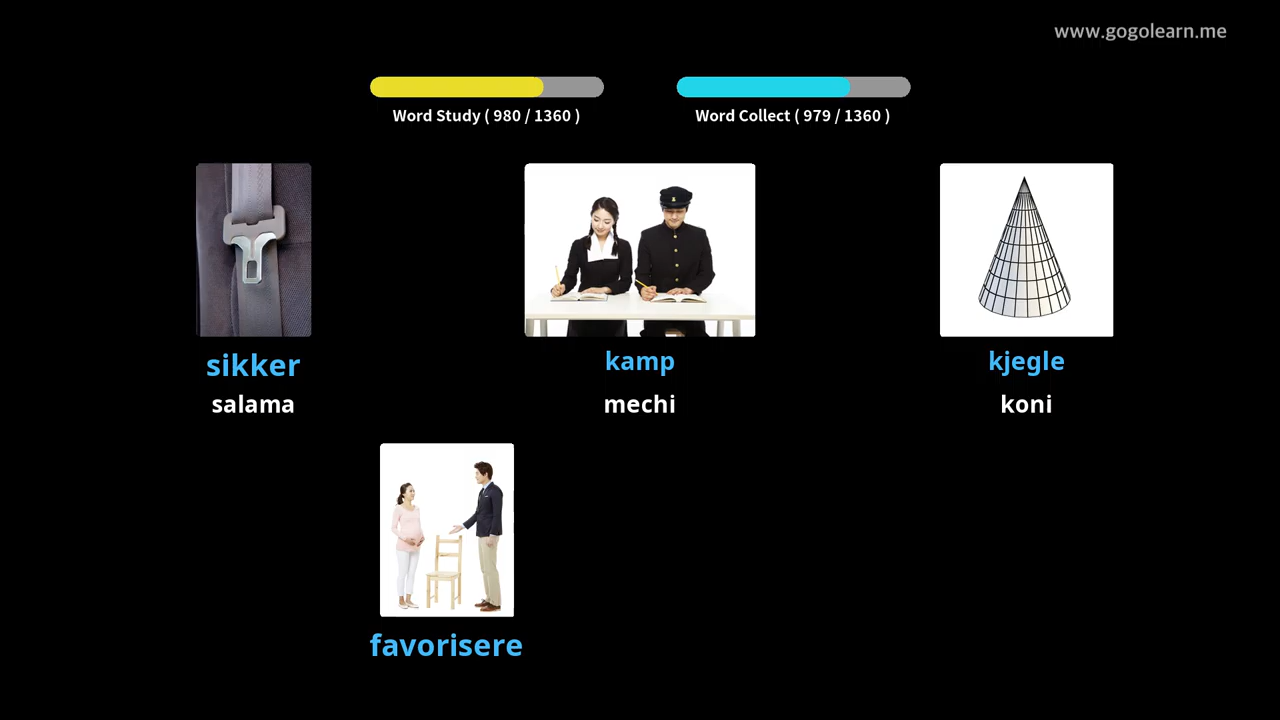 www.gogolearn.me
Word Study ( 980 / 1360 )
Word Collect ( 979 / 1360 )
sikker
salama
kamp
mechi
kjegle
koni
favorisere